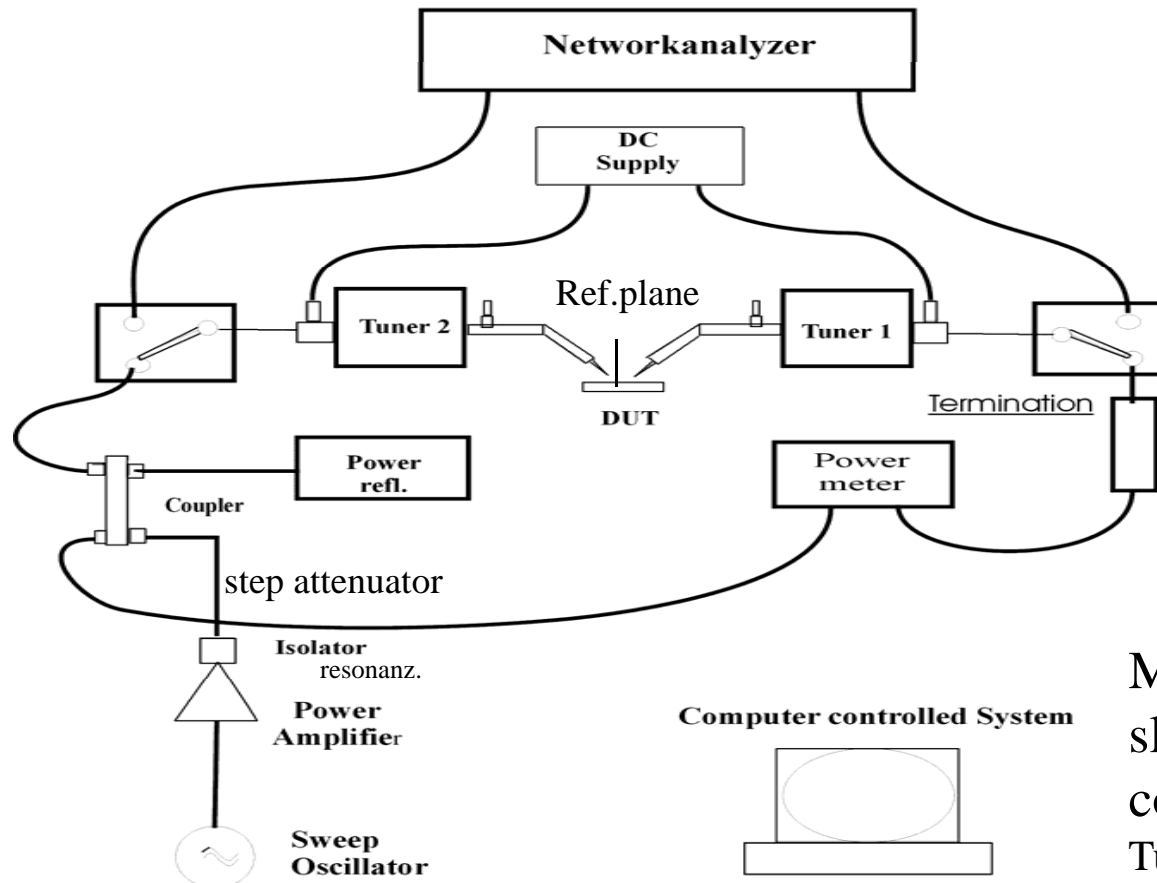 Networkanalyzer
DC
Supply
Ref.plane
Tuner 2
Tuner 1
DUT
Termination
Power
refl.
Power
meter
Coupler
step attenuator
Isolator
resonanz.
Power
Amplifier
Computer controlled System
Sweep
Oscillator